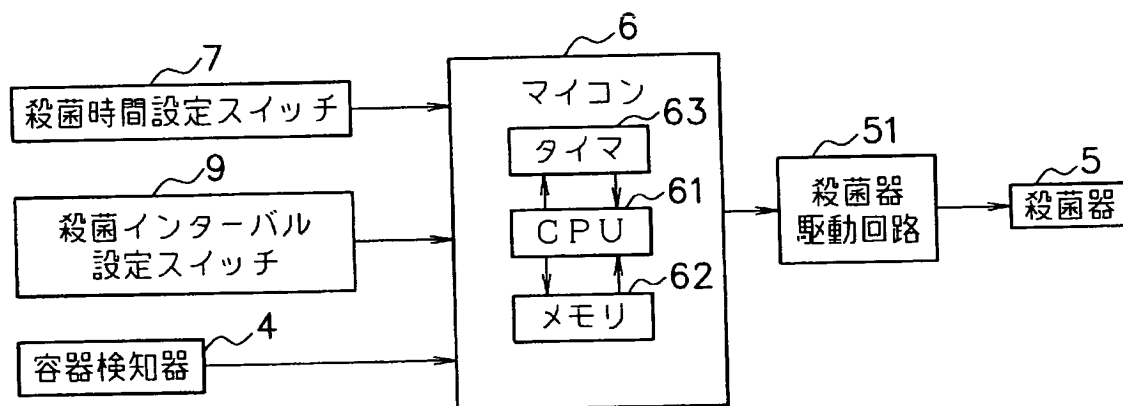 7
殺菌時間設定スイッチ
9
殺菌インターバル
設定スイッチ
4
容器検知器
6
マイコン
63
タイマ
61
CPU
62
メモリ
51
殺菌器
駆動回路
5
殺菌器